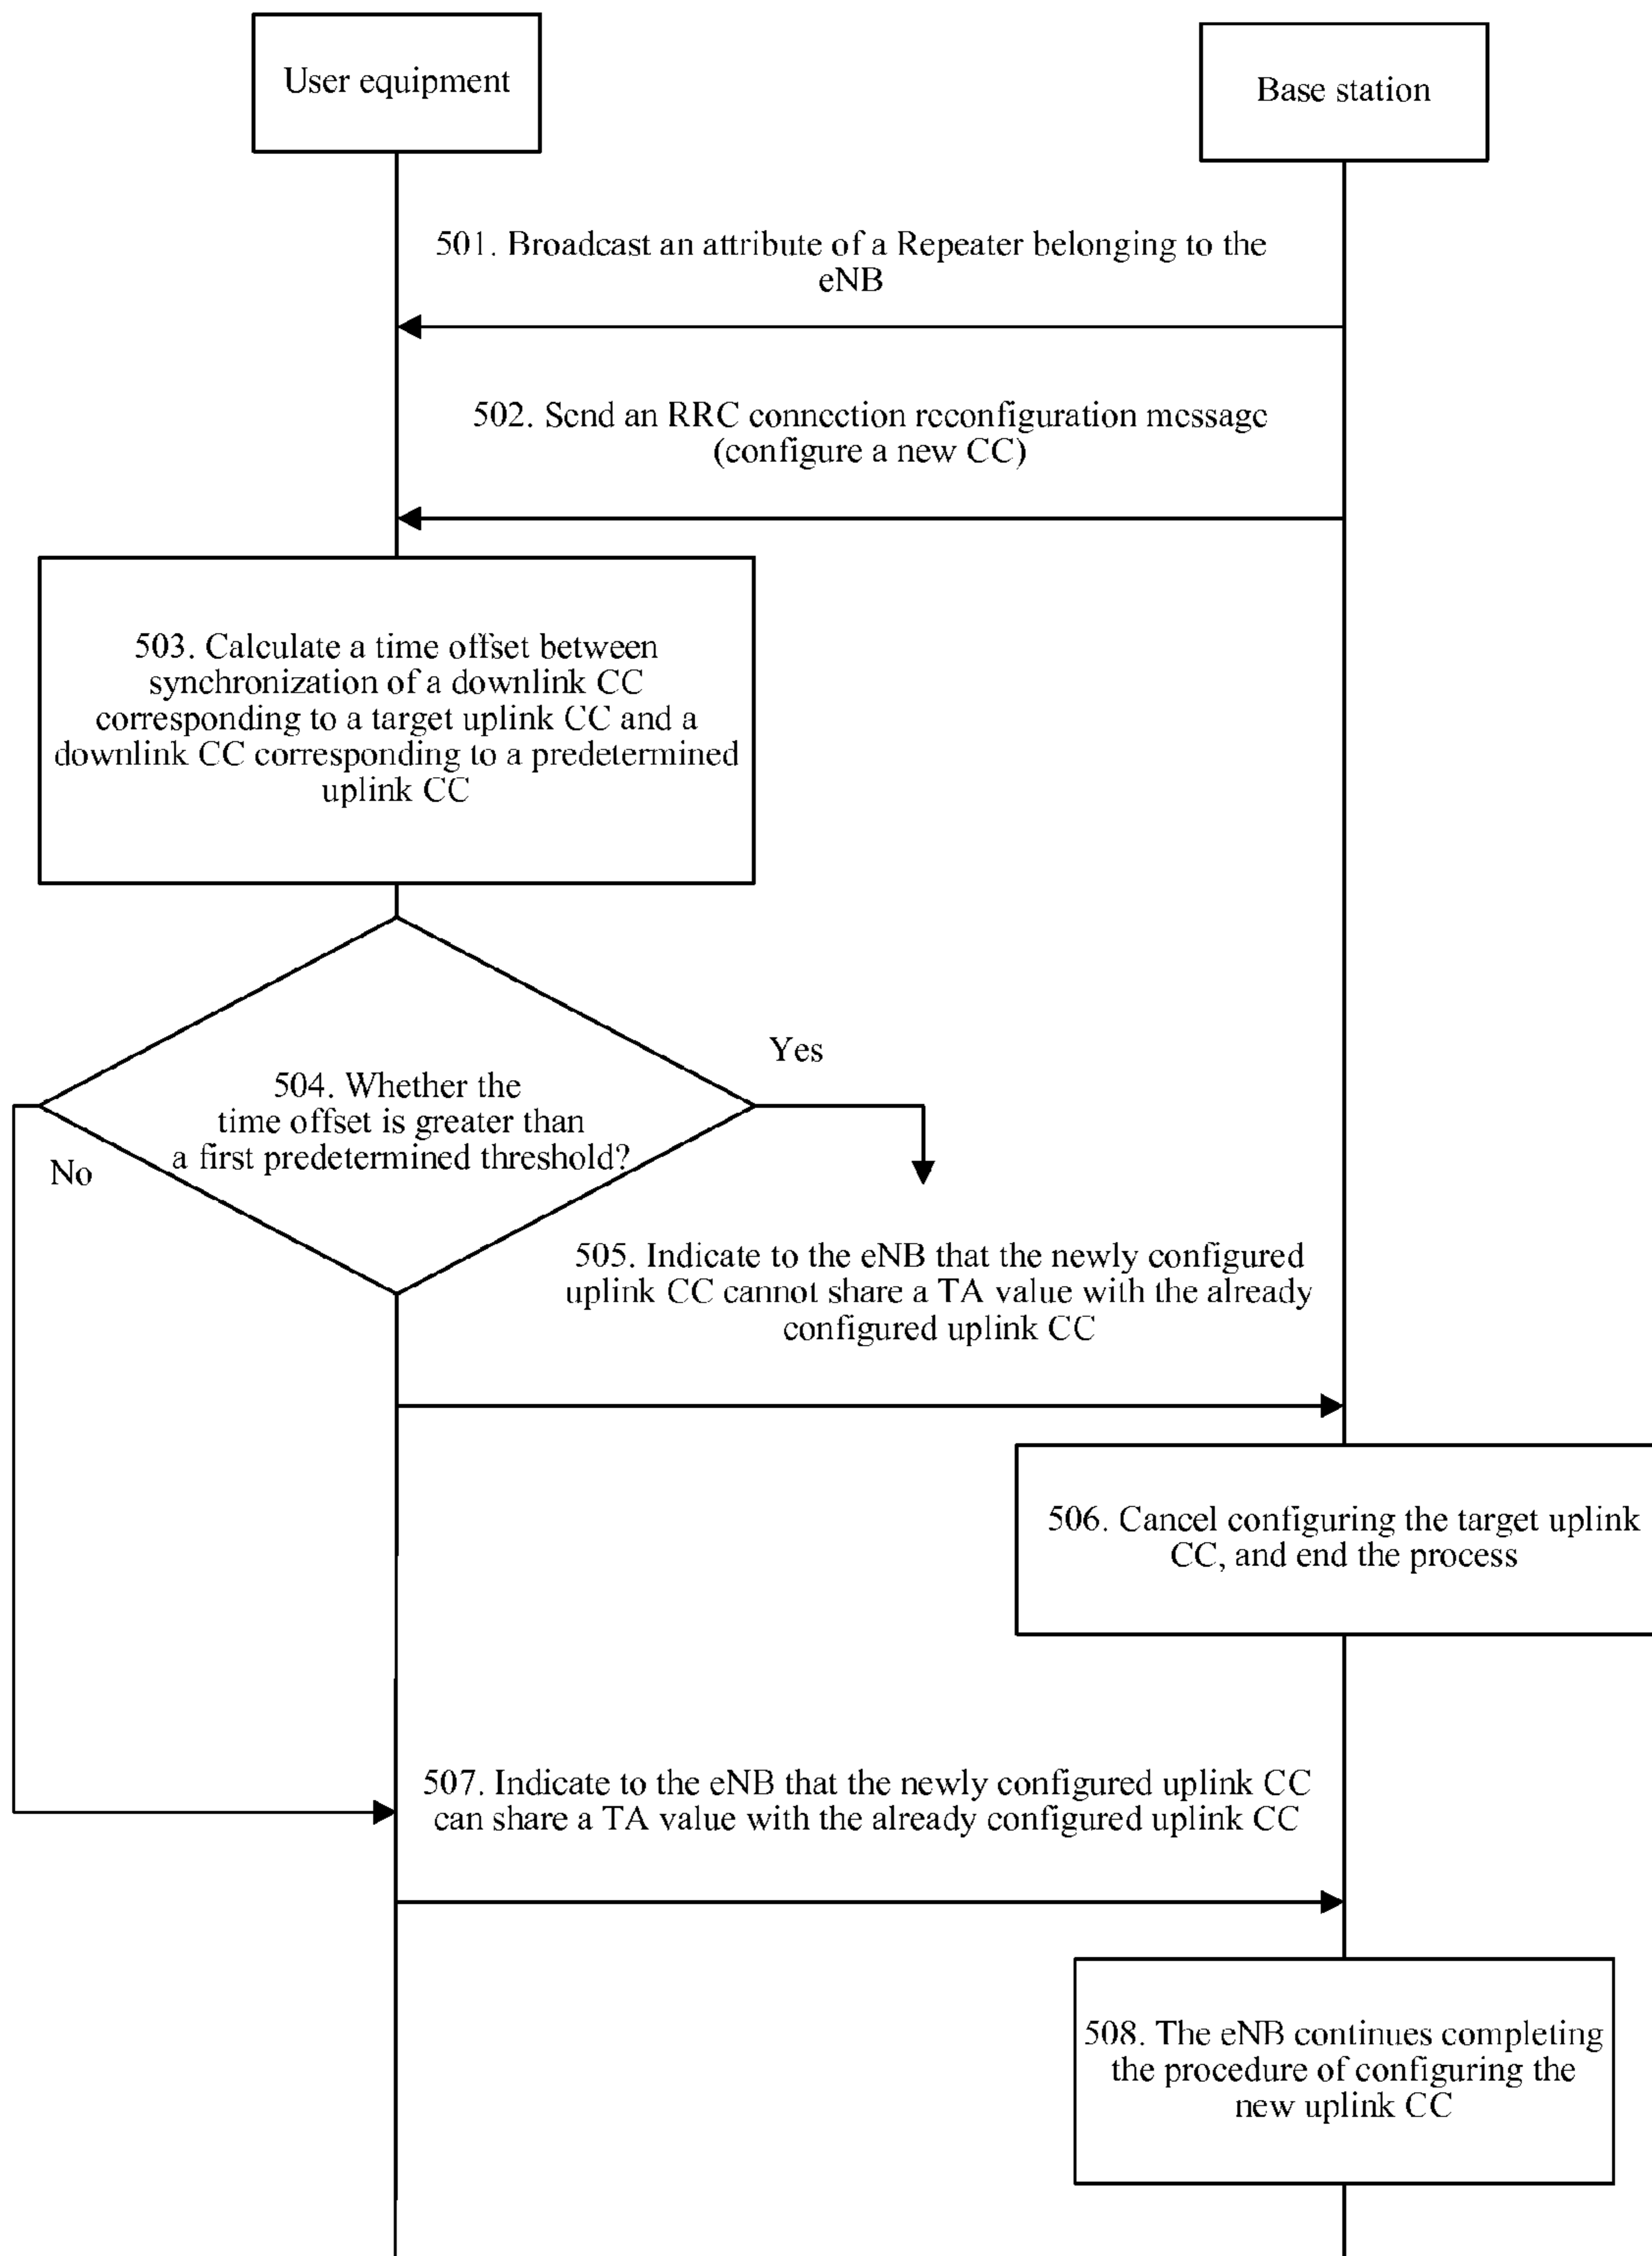 User equipment
Base station
501. Broadcast an attribute of a Repeater belonging to the
eNB
502. Send an RRC connection reconfiguration message
(configure a new CC)
503. Calculate a time offset between
synchronization of a downlink CC
corresponding to a target uplink CC and a
downlink CC corresponding to a predetermined
uplink CC
Yes
504. Whether the
time offset is greater than
a first predetermined threshold?
No
505. Indicate to the eNB that the newly configured
uplink CC cannot share a TA value with the already
configured uplink CC
506. Cancel configuring the target uplink
CC, and end the process
507. Indicate to the eNB that the newly configured uplink CC
can share a TA value with the already configured uplink CC
508. The eNB continues completing
the procedure of configuring the
new uplink CC